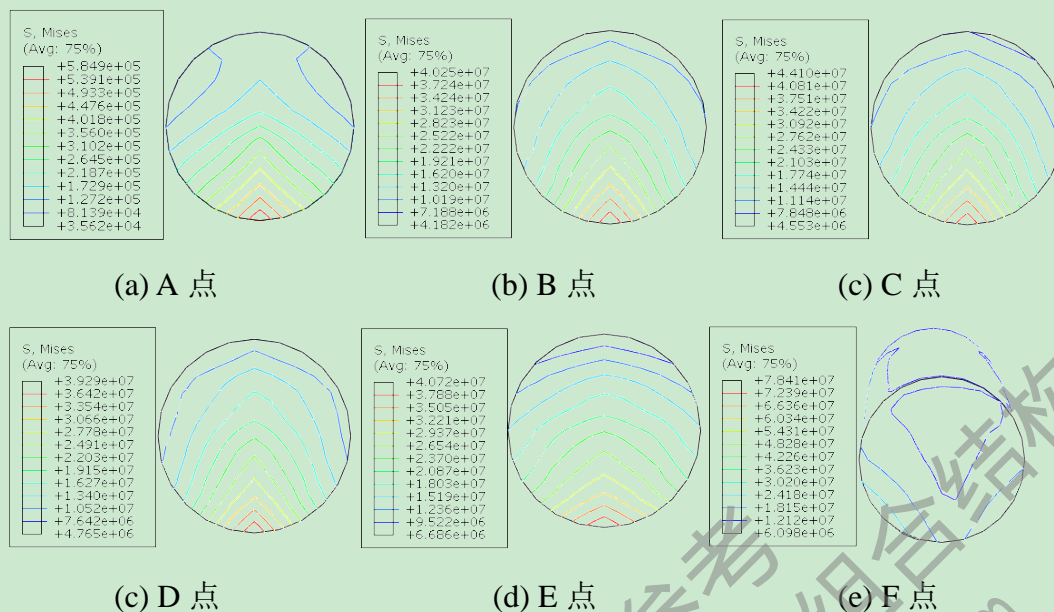 S, Mises
(Avg: 75%)
+5.849e+05
+5.391e+05
+4.933e+05
+4.476e+05
+4.018e+05
+3.560e+05
+3.102e+05
+2.645e+05
+2.187e+05
+1.729e+05
+1.272e+05
+8.139e+04
+3.562e+04
S, Mises
(Avg: 75%)
+4.025e+07
+3.724e+07
+3.424e+07
+3.123e+07
+2.823e+07
+2.522e+07
+2.222e+07
+1.921e+07
+1.620e+07
+1.320e+07
+1.019e+07
+7.188e+06
+4.182e+06
S, Mises
(Avg: 75%)
+4.410e+07
+4.081e+07
+3.751e+07
+3.422e+07
+3.092e+07
+2.762e+07
+2.433e+07
+2.103e+07
+1.774e+07
+1.444e+07
+1.114e+07
+7.848e+06
+4.553e+06
(a) A 点
(b) B 点
(c) C 点
S, Mises
(Avg: 75%)
+3.929e+07
+3.642e+07
+3.354e+07
+3.066e+07
+2.778e+07
+2.491e+07
+2.203e+07
+1.915e+07
+1.627e+07
+1.340e+07
+1.052e+07
+7.642e+06
+4.765e+06
S, Mises
(Avg: 75%)
+4.072e+07
+3.788e+07
+3.505e+07
+3.221e+07
+2.937e+07
+2.654e+07
+2.370e+07
+2.087e+07
+1.803e+07
+1.519e+07
+1.236e+07
+9.522e+06
+6.686e+06
S, Mises
(Avg: 75%)
+7.841e+07
+7.239e+07
+6.636e+07
+6.034e+07
+5.431e+07
+4.828e+07
+4.226e+07
+3.623e+07
+3.020e+07
+2.418e+07
+1.815e+07
+1.212e+07
+6.098e+06
(c) D 点
(d) E 点
(e) F 点
参考
组合结构